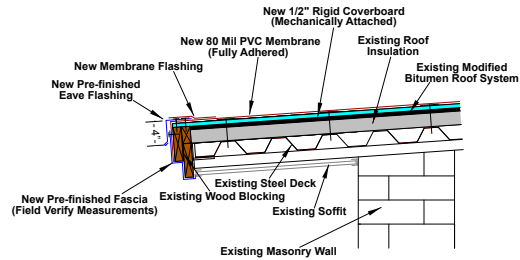 New 1/2" Rigid Coverboard
(Mechanically Attached)
New 80 Mil PVC Membrane
(Fully Adhered)
Existing Roof
Insulation
New Membrane Flashing
Existing Modified
Bitumen Roof System
New Pre-finished
Eave Flashing
~4"
New Pre-finished Fascia
(Field Verify Measurements)
Existing Wood Blocking
Existing Steel Deck
Existing Soffit
Existing Masonry Wall